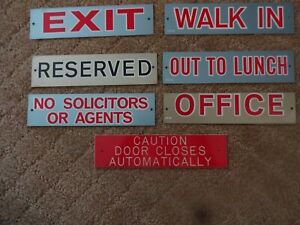 EXIT
WALK IN
RESERVED
OUT TO LUNCH
NO SOLICITORS
OR AGENTS
OFFICE
CAUTION
DOOR CLOSES
AUTOMATICALLY